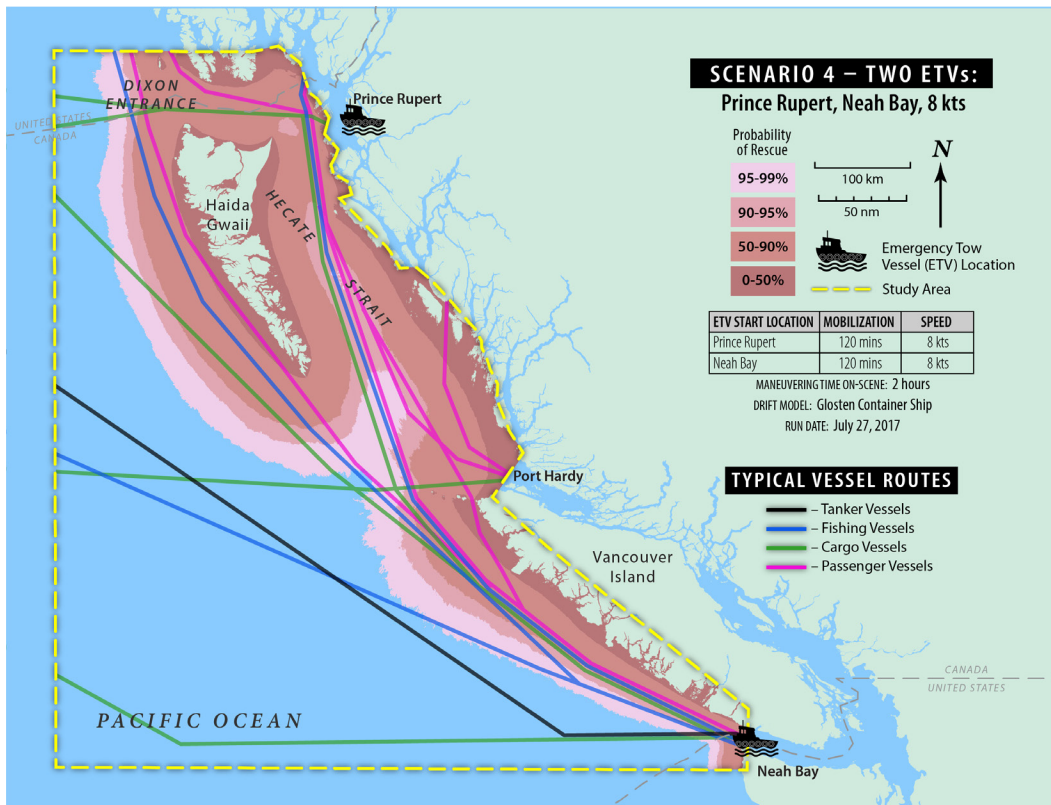 SCENARIO 4 – TWO ETVs:
Prince Rupert, Neah Bay, 8 kts
Probability
of Rescue
95-99%
90-95%
50-90%
0-50%
100 km
50 nm
N
Emergency Tow
Vessel (ETV) Location
Study Area
ETV START LOCATION MOBILIZATION SPEED
Prince Rupert 120 mins 8 kts
Neah Bay 120 mins 8 kts
MANEUVERING TIME ON-SCENE: 2 hours
DRIFT MODEL: Glosten Container Ship
RUN DATE: July 27, 2017
TYPICAL VESSEL ROUTES
– Tanker Vessels
– Fishing Vessels
– Cargo Vessels
– Passenger Vessels
DIXON
ENTRANCE
UNITED STATES
CANADA
Prince Rupert
Haida
Gwaii
HECATE
STRAIT
Port Hardy
Vancouver
Island
CANADA
UNITED STATES
PACIFIC OCEAN
Neah Bay